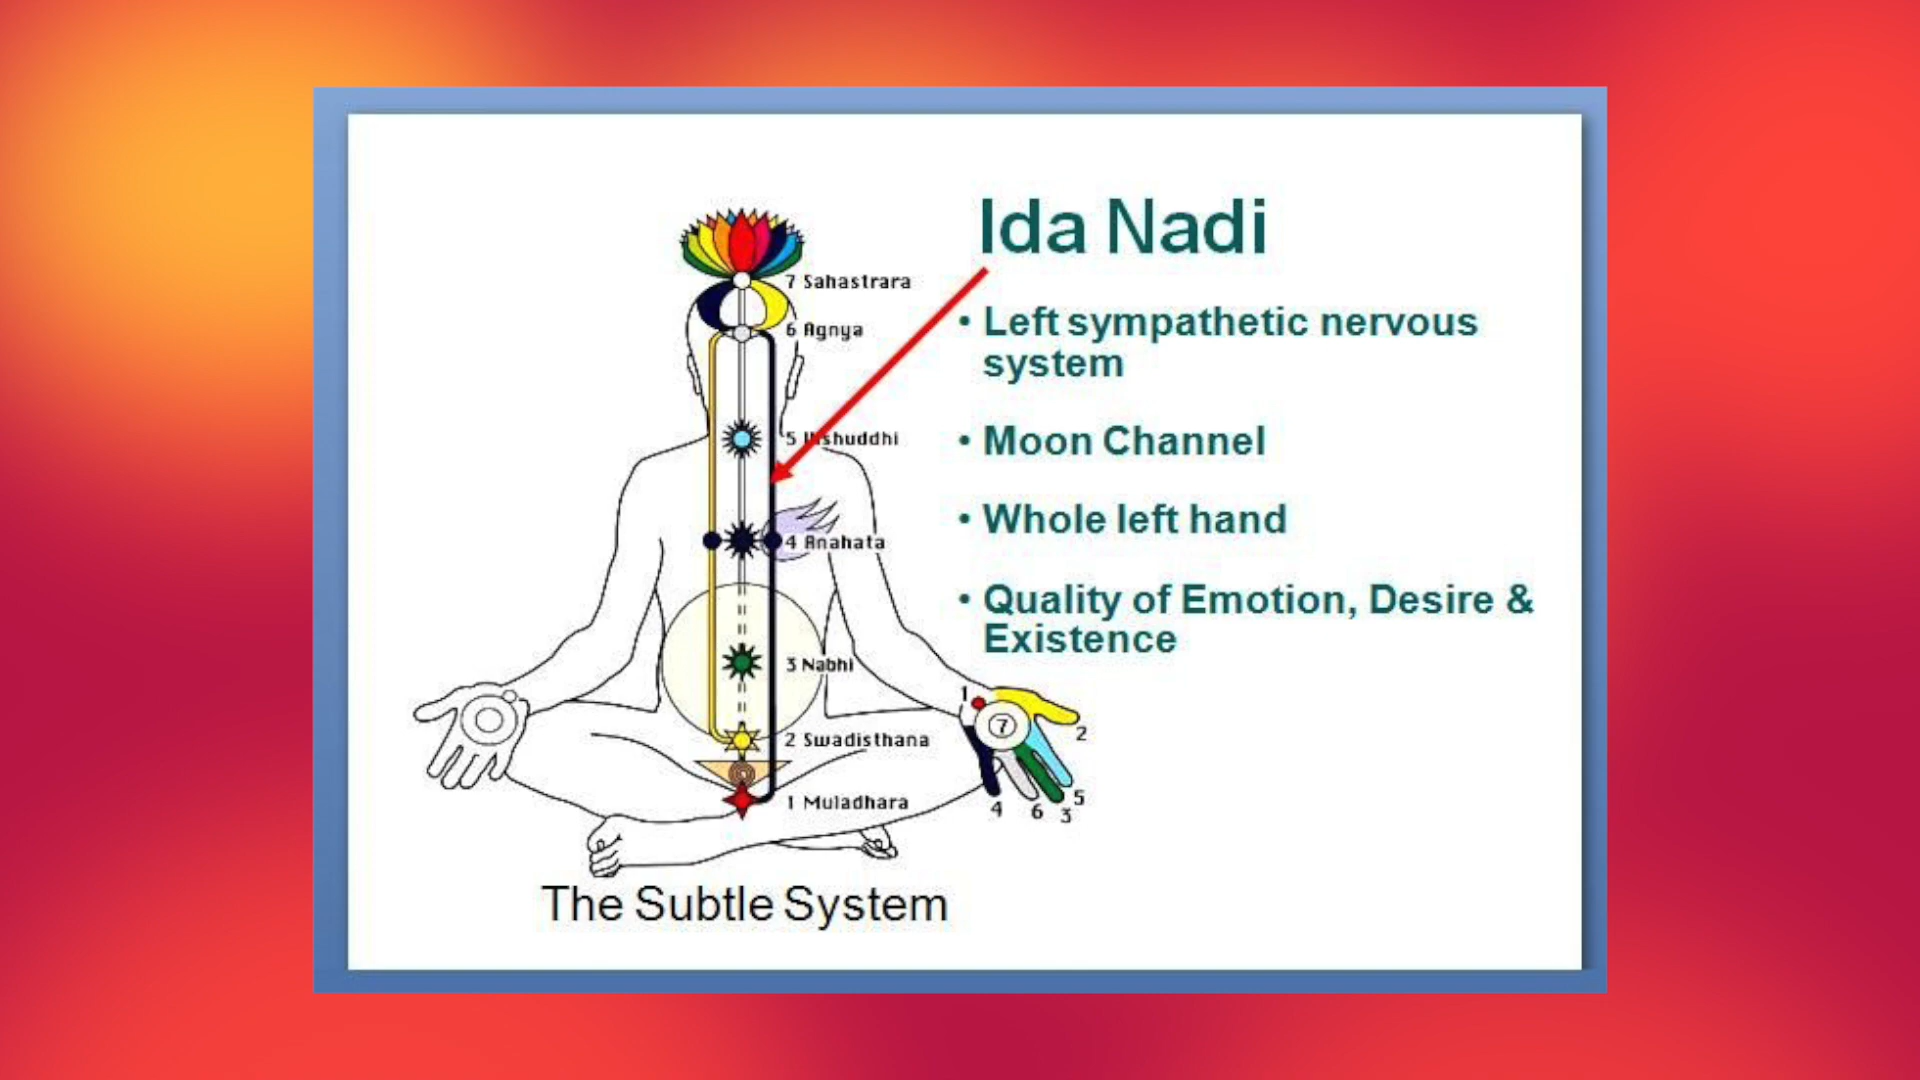 Ida Nadi
• Left sympathetic nervous
system
• Moon Channel
• Whole left hand
• Quality of Emotion, Desire &
Existence
7 Sahastrara
6 Agnya
5
shuddhi
4 Anahata
3 Nabhi
2 Swadisthana
1 Muladhara
1
7
2
4
6
3
5
The Subtle System